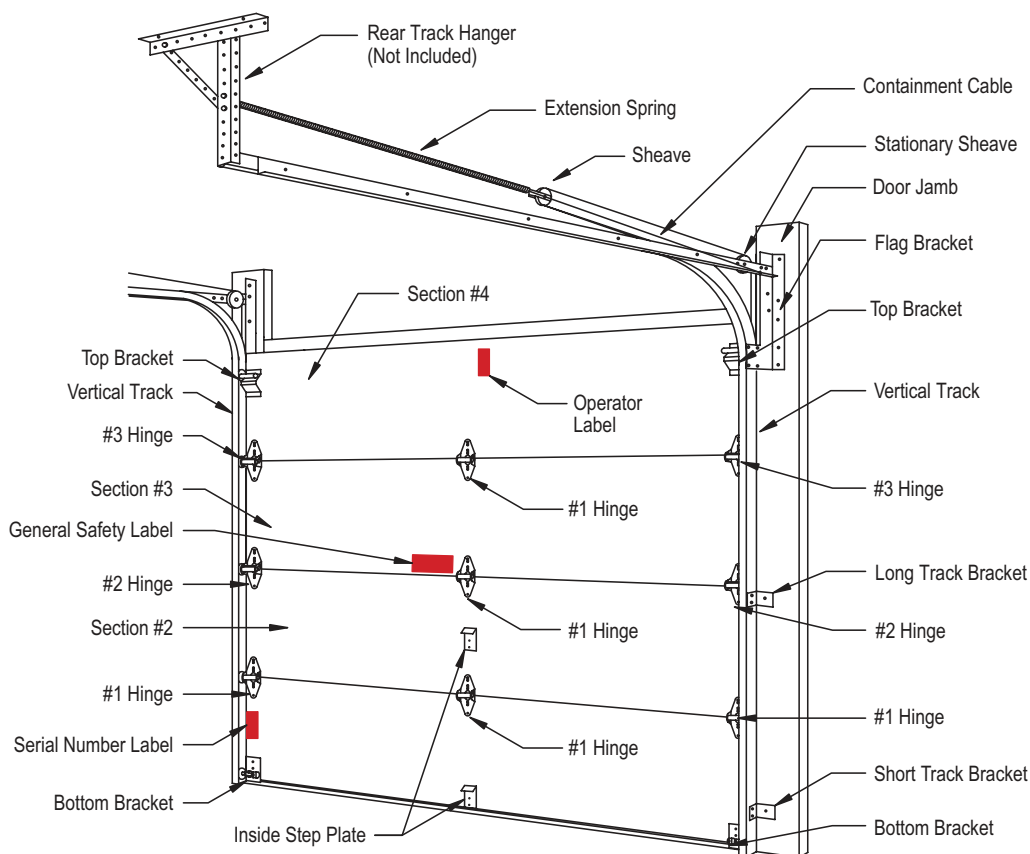 Rear Track Hanger
(Not Included)
Containment Cable
Extension Spring
Stationary Sheave
Sheave
Door Jamb
Flag Bracket
Section #4
Top Bracket
Top Bracket
Vertical Track
Vertical Track
Operator
Label
#3 Hinge
Section #3
#3 Hinge
#1 Hinge
General Safety Label
Long Track Bracket
#2 Hinge
Section #2
#1 Hinge
#2 Hinge
#1 Hinge
#1 Hinge
Serial Number Label
#1 Hinge
Short Track Bracket
Bottom Bracket
Inside Step Plate
Bottom Bracket